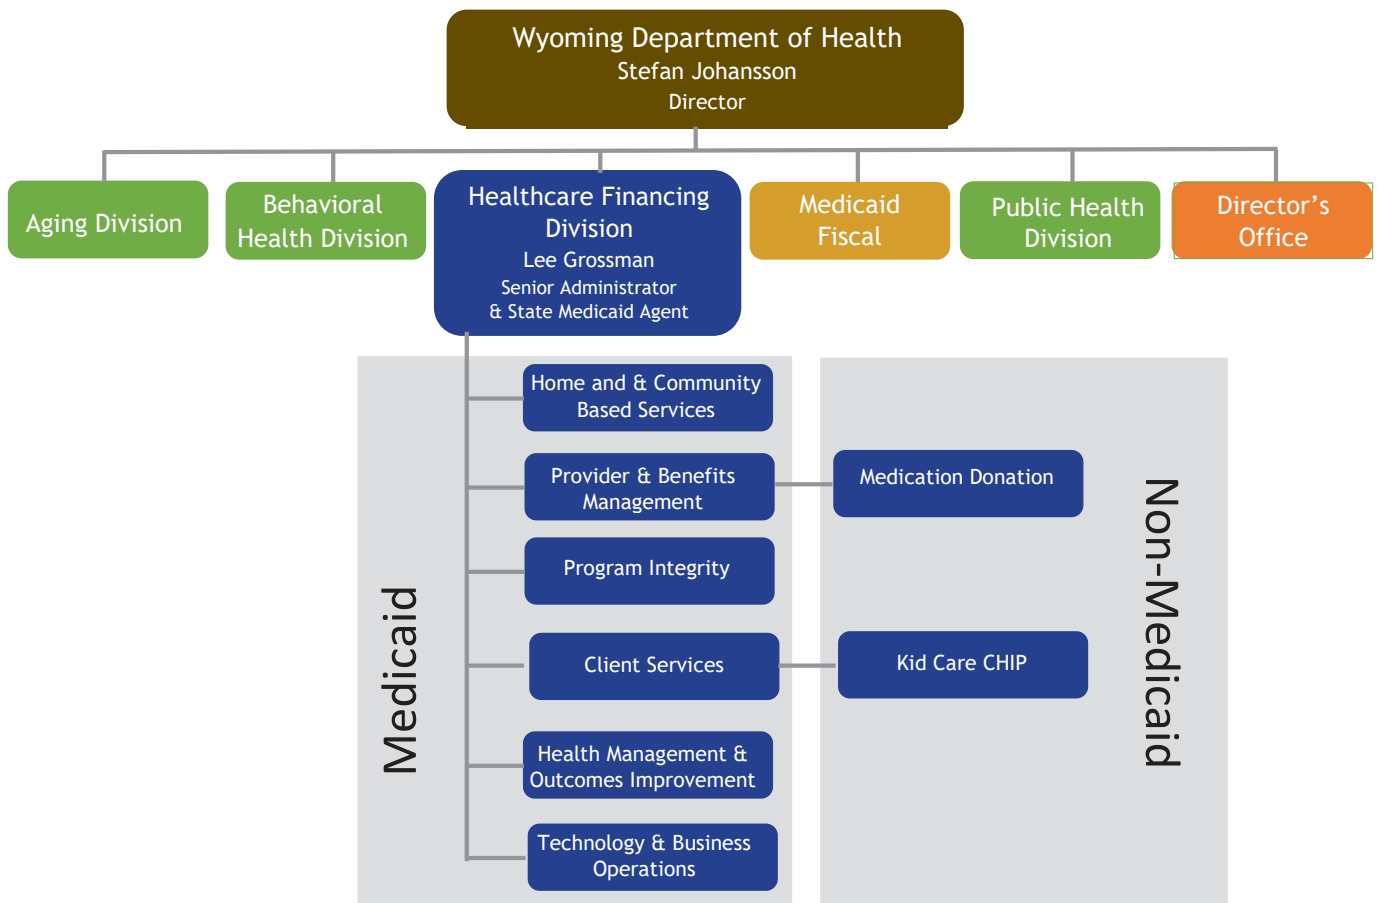 Wyoming Department of Health
Stefan Johansson
Director
Aging Division
Behavioral
Health Division
Healthcare Financing
Division
Lee Grossman
Senior Administrator
& State Medicaid Agent
Medicaid
Fiscal
Public Health
Division
Director’s
Office
Medicaid
Home and & Community
Based Services
Provider & Benefits
Management
Program Integrity
Client Services
Health Management &
Outcomes Improvement
Technology & Business
Operations
Medication Donation
Kid Care CHIP
Non-Medicaid